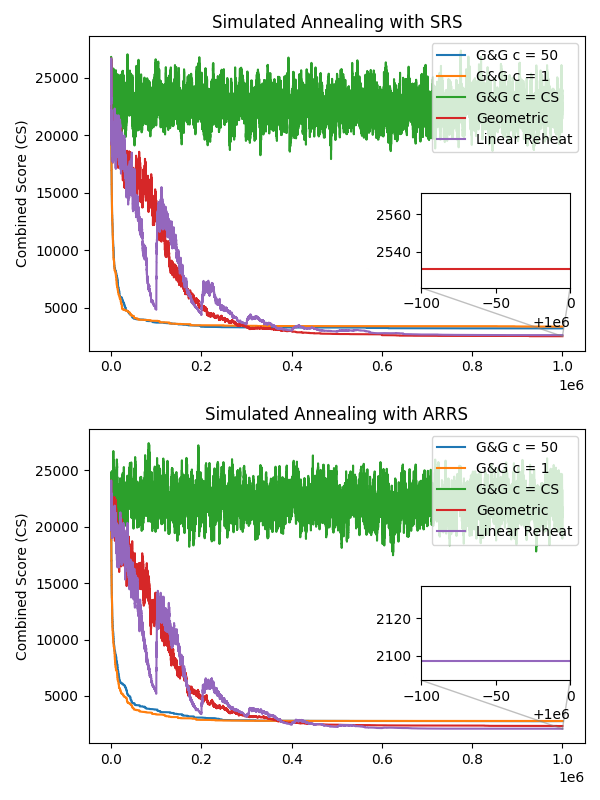 Simulated Annealing with SRS
Combined Score (CS)
25000
20000
15000
10000
5000
G&G c = 50
G&G c = 1
G&G c = CS
Geometric
Linear Reheat
2560
2540
−100 −50 0
+1e6
0.0 0.2 0.4 0.6 0.8 1.0
1e6
Simulated Annealing with ARRS
Combined Score (CS)
25000
20000
15000
10000
5000
G&G c = 50
G&G c = 1
G&G c = CS
Geometric
Linear Reheat
2120
2100
−100 −50 0
+1e6
0.0 0.2 0.4 0.6 0.8 1.0
1e6